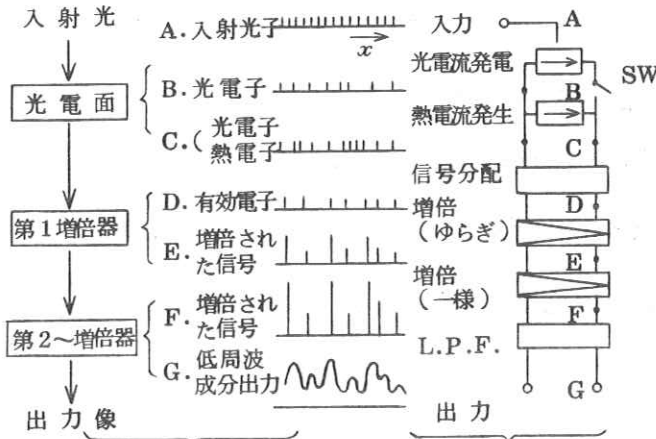 入射光
光電面
第1増倍器
第2～増倍器
出力像
A.入射光子
x
B.光電子
C.(光電子
熱電子
D.有効電子
E.増倍され
た信号
F.増倍され
た信号
G.低周波
成分出力
入力
A
光電流発電
SW
B
熱電流発生
C
信号分配
D
増倍
(ゆらぎ)
E
増倍
(一様)
F
L.P.F.
G
出力